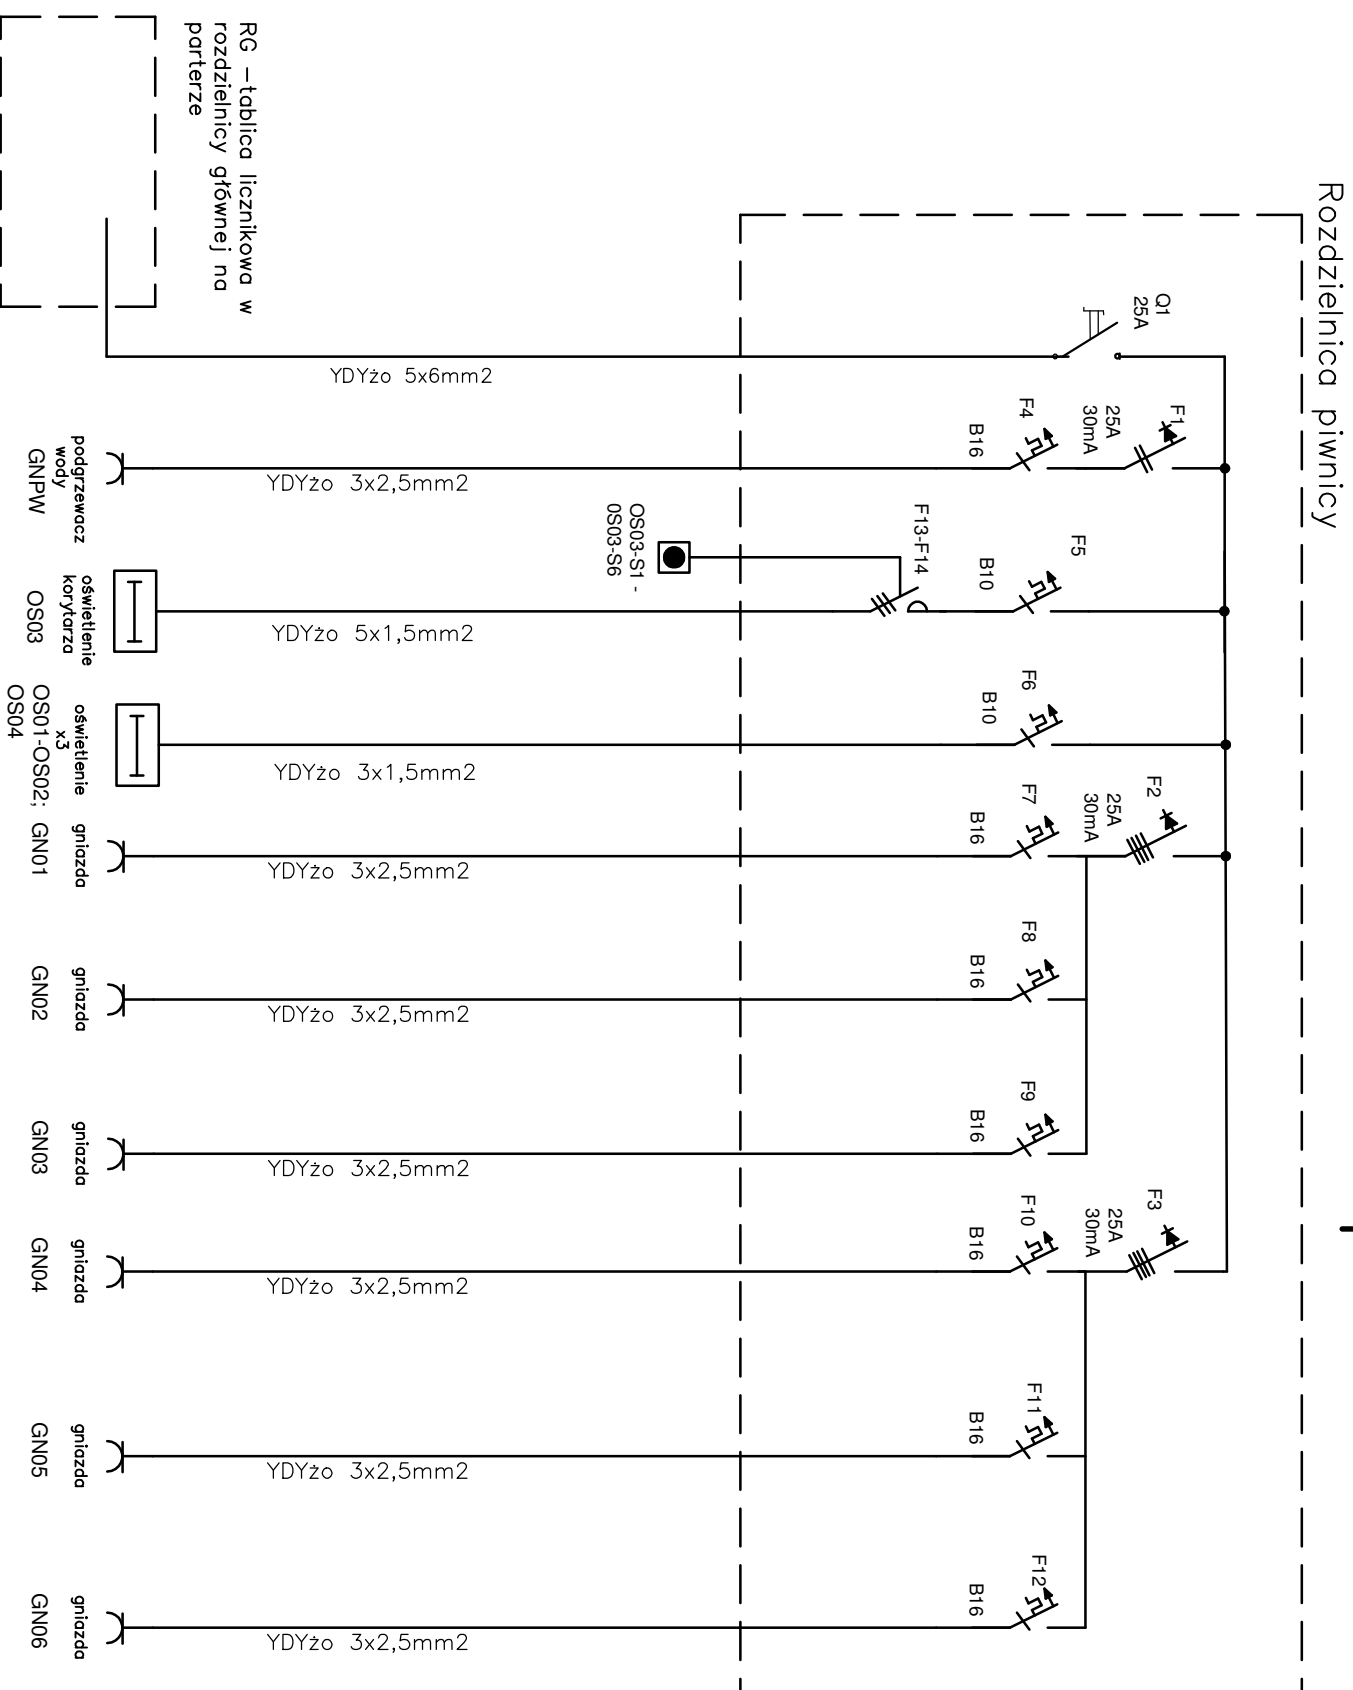 Rozdzielnica piwnicy
RG -tablica licznikowa w
rozdzielnicy głównej na
parterze
Q1
25A
YDYżo 5x6mm2
F1
25A
30mA
F4
B16
YDYżo 3x2,5mm2
podgrzewacz
wody
GNPW
F5
B10
F13-F14
OS03-S1 -
0S03-S6
YDYżo 5x1,5mm2
oświetlenie
korytarza
OS03
F6
B10
YDYżo 3x1,5mm2
oświetlenie
x3
OS01-OS02;
OS04
F2
25A
30mA
F7
B16
YDYżo 3x2,5mm2
gniazda
GN01
F8
B16
YDYżo 3x2,5mm2
gniazda
GN02
F9
B16
YDYżo 3x2,5mm2
gniazda
GN03
F3
25A
30mA
F10
B16
YDYżo 3x2,5mm2
gniazda
GN04
F11
B16
YDYżo 3x2,5mm2
gniazda
GN05
F12
B16
YDYżo 3x2,5mm2
gniazda
GN06